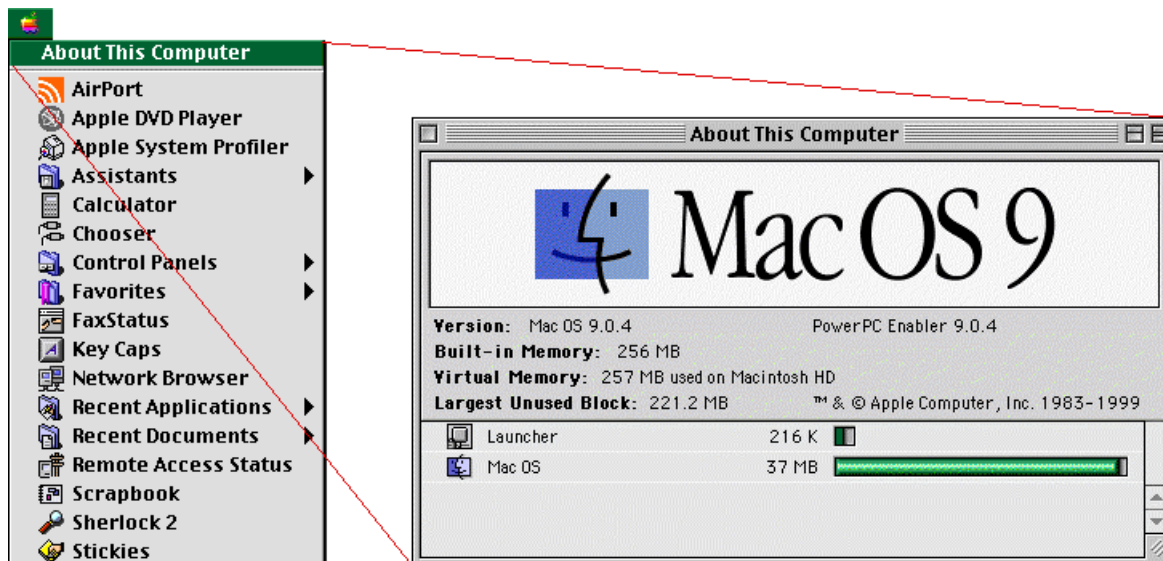 About This Computer
AirPort
Apple DVD Player
Apple System Profiler
Assistants
Calculator
Chooser
Control Panels
Favorites
FaxStatus
Key Caps
Network Browser
Recent Applications
Recent Documents
Remote Access Status
Scrapbook
Sherlock 2
Stickies
About This Computer
Mac OS 9
Version: Mac OS 9.0.4 PowerPC Enabler 9.0.4
Built-in Memory: 256 MB
Virtual Memory: 257 MB used on Macintosh HD
Largest Unused Block: 221.2 MB ™ & © Apple Computer, Inc. 1983-1999
Launcher 216 K
Mac OS 37 MB